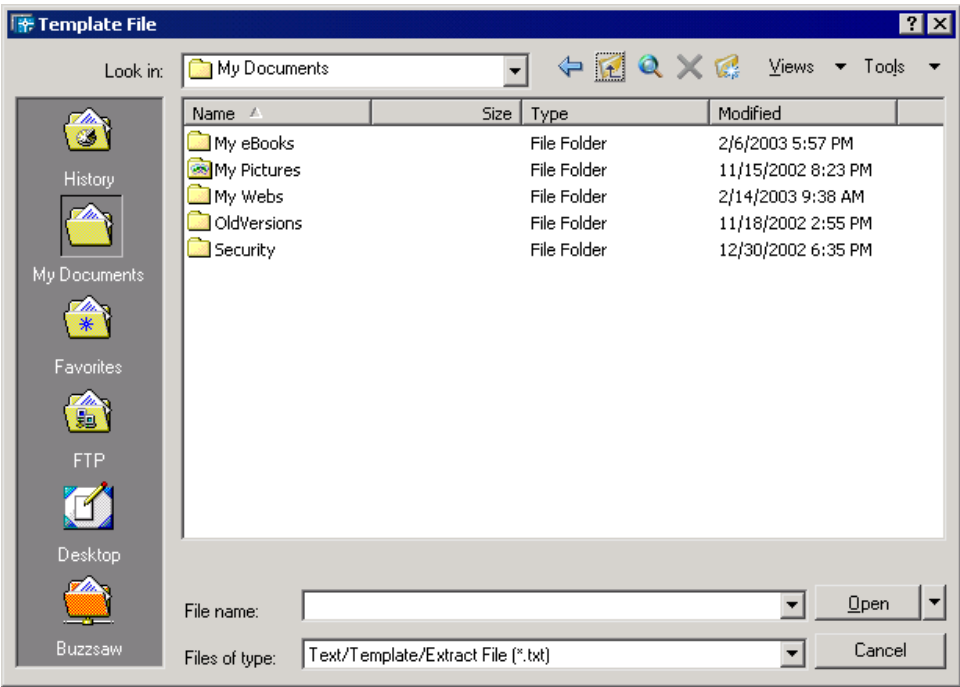 Template File
Look in: My Documents Views Tools
Name Size Type Modified
My eBooks File Folder 2/6/2003 5:57 PM
My Pictures File Folder 11/15/2002 8:23 PM
My Webs File Folder 2/14/2003 9:38 AM
OldVersions File Folder 11/18/2002 2:55 PM
Security File Folder 12/30/2002 6:35 PM
History
My Documents
Favorites
FTP
Desktop
Buzzsaw
File name: Open
Files of type: Text/Template/Extract File (*.txt) Cancel